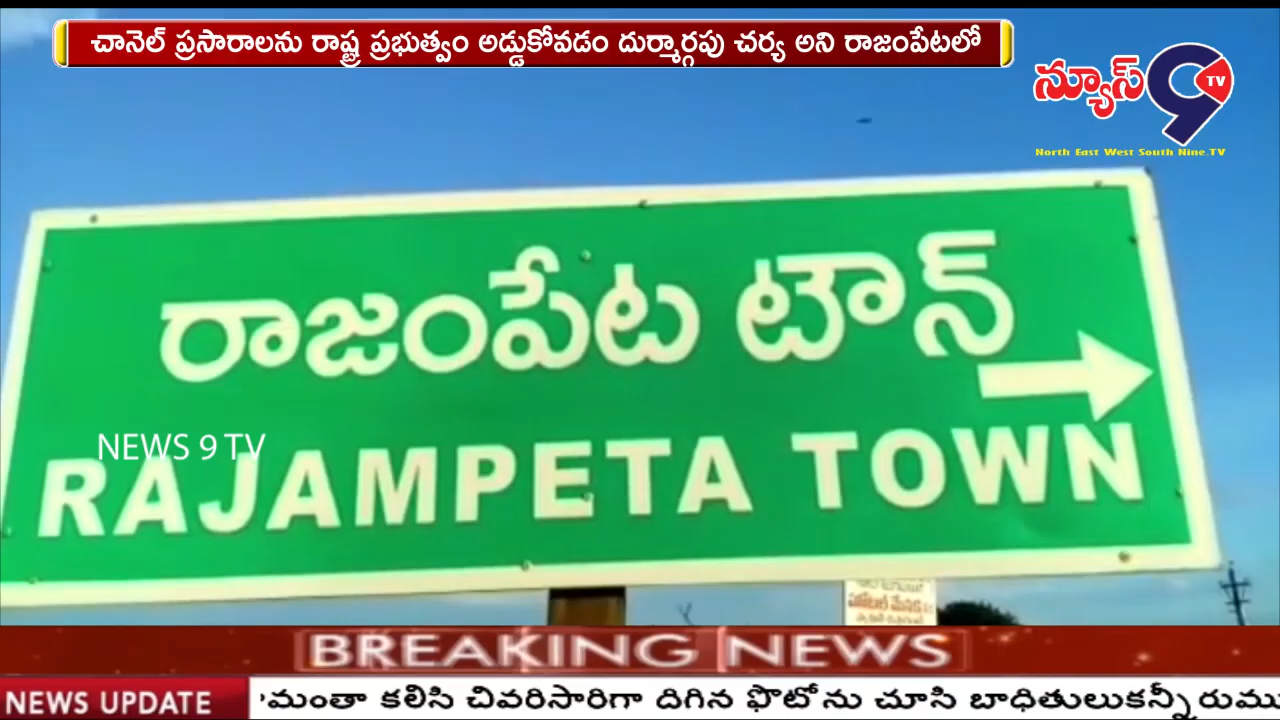 చానెల్ ప్రసారాలను రాష్ట్ర ప్రభుత్వం అడ్డుకోవడం దుర్మార్గపు చర్య అని రాజంపేటలో
న్యూస్ 9 TV
North East West South Nine.TV
రాజంపేట టౌన్
NEWS 9 TV
RAJAMPETA TOWN
BREAKING NEWS
NEWS UPDATE
మంతా కలిసి చివరిసారిగా దిగిన ఫొటోను చూసి బాధితులుకన్నీరుము